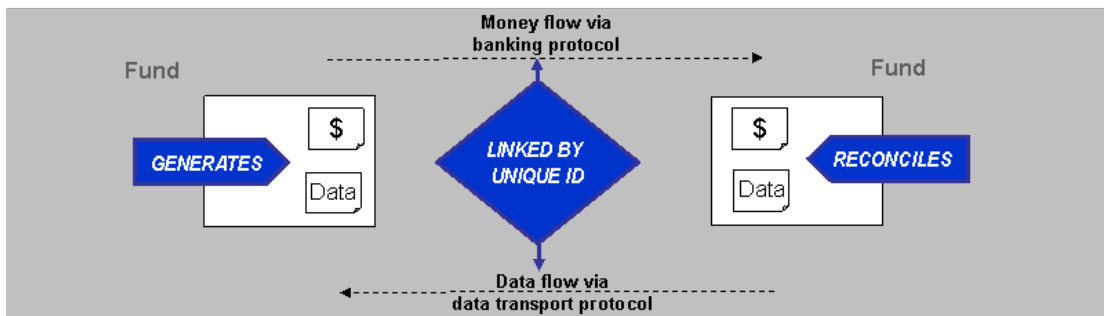 Money flow via
banking protocol
Fund
Fund
$
$
GENERATES
LINKED BY
UNIQUE ID
RECONCILES
Data
Data
Data flow via
data transport protocol